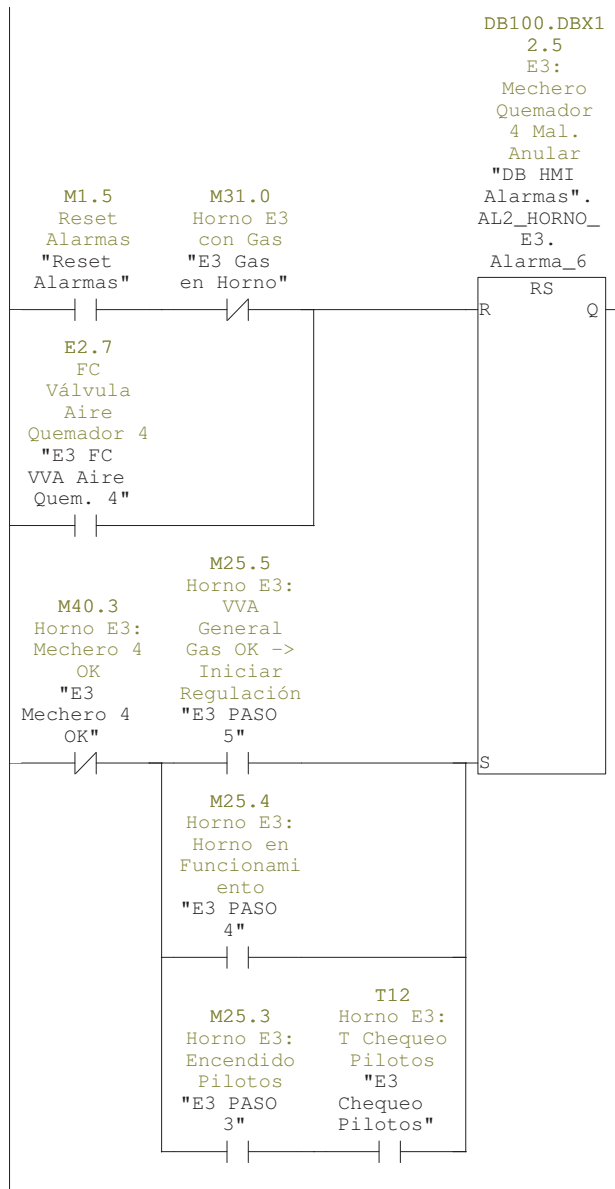 DB100.DBX1
2.5
E3:
Mechero
Quemador
4 Mal.
Anular
"DB HMI
Alarmas".
AL2_HORNO_
E3.
Alarma_6
M1.5
Reset
Alarmas
"Reset
Alarmas"
M31.0
Horno E3
con Gas
"E3 Gas
en Horno"
RS
R
Q
E2.7
FC
Válvula
Aire
Quemador 4
"E3 FC
VVA Aire
Quem. 4"
M40.3
Horno E3:
Mechero 4
OK
"E3
Mechero 4
OK"
M25.5
Horno E3:
VVA
General
Gas OK ->
Iniciar
Regulación
"E3 PASO
5"
S
M25.4
Horno E3:
Horno en
Funcionami
ento
"E3 PASO
4"
M25.3
Horno E3:
Encendido
Pilotos
"E3 PASO
3"
T12
Horno E3:
T Chequeo
Pilotos
"E3
Chequeo
Pilotos"